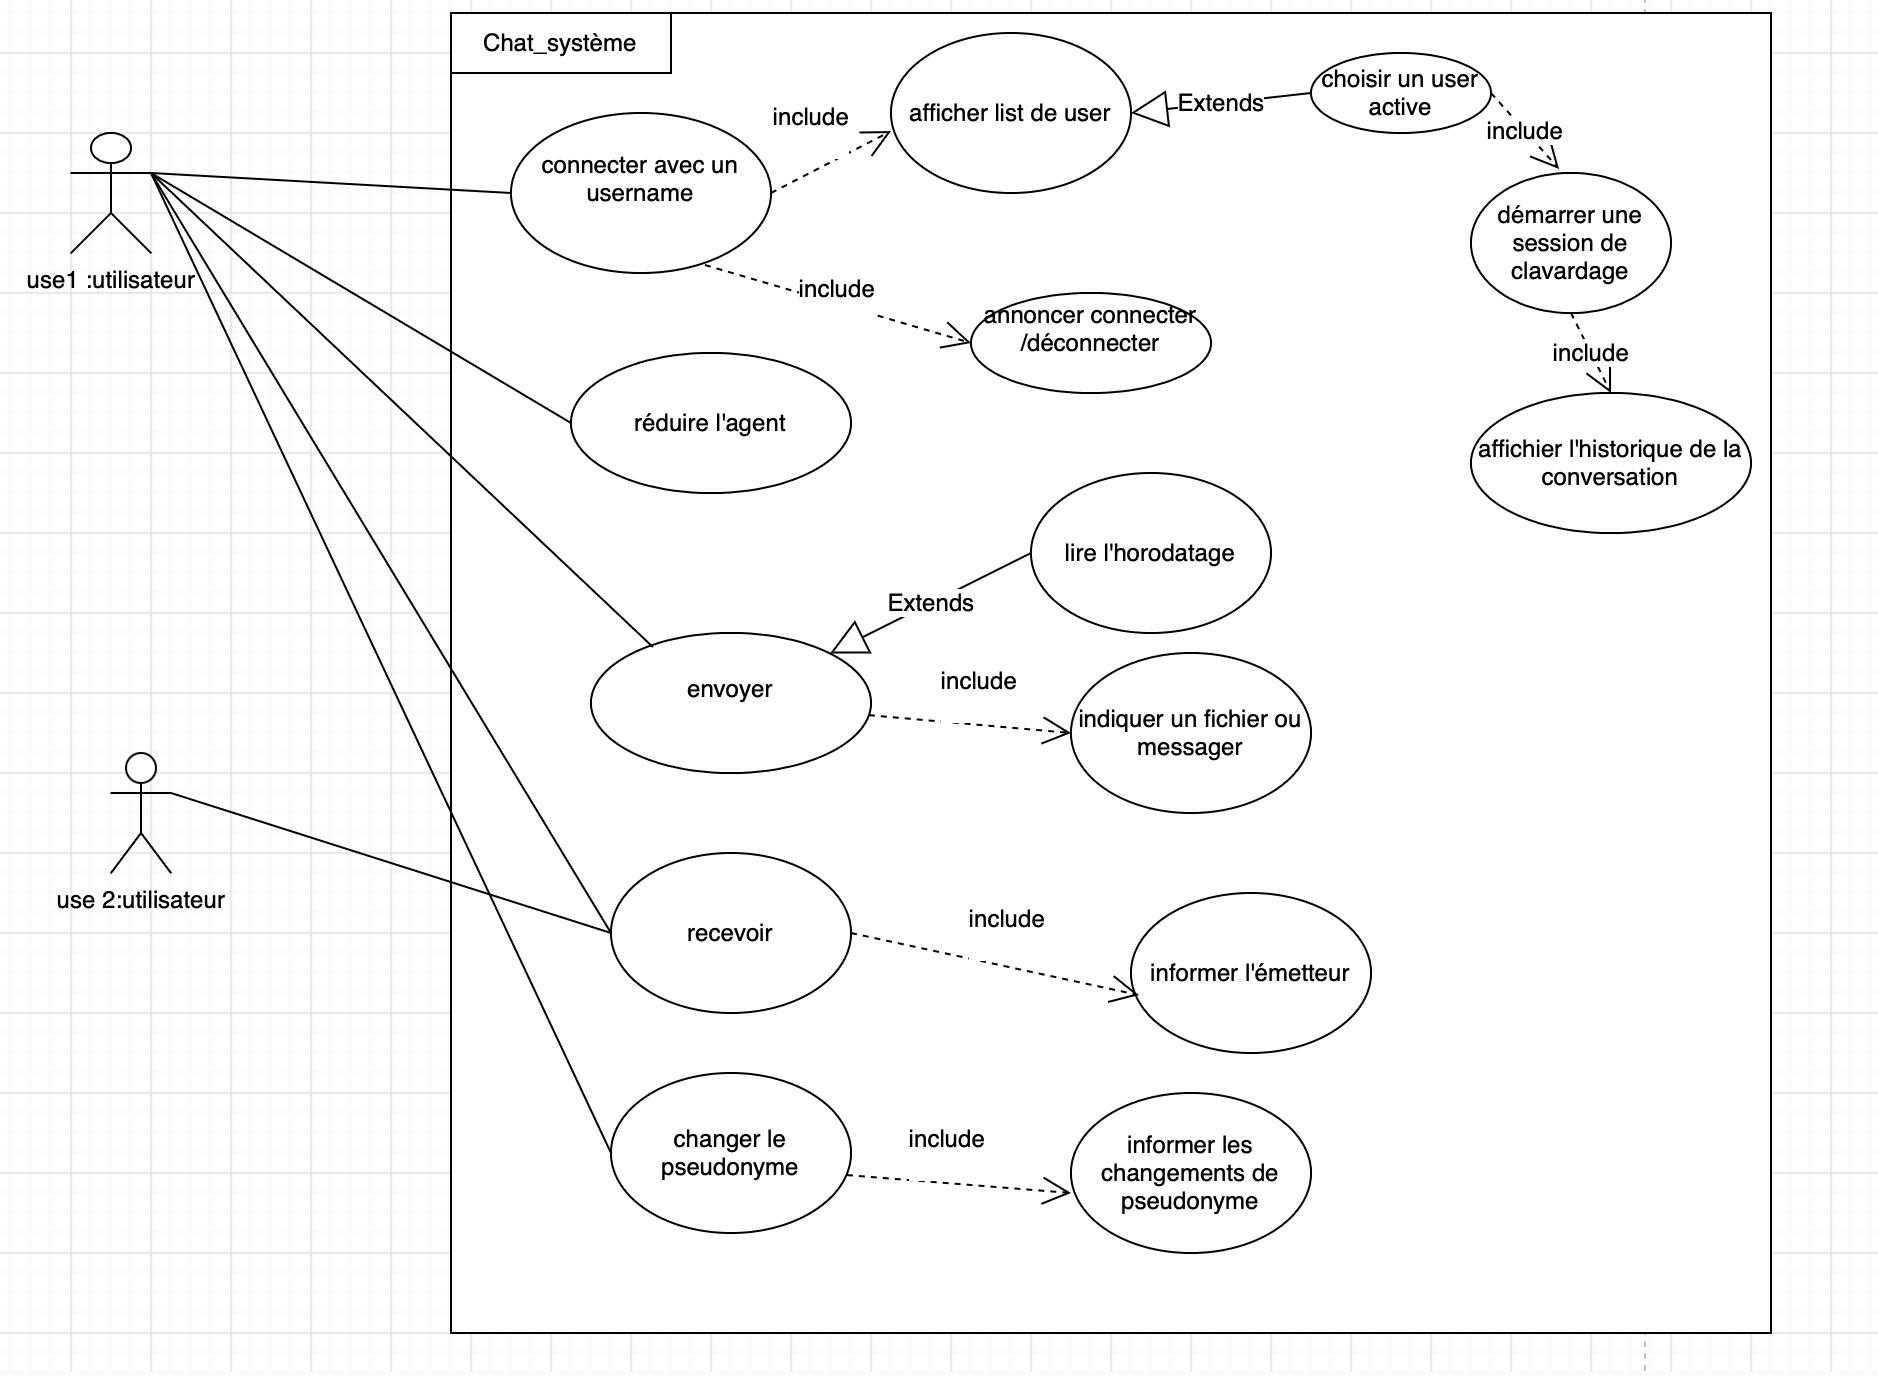 Chat_système
include
afficher list de user
Extends
choisir un user
active
include
connecter avec un
username
démarrer une
session de
clavardage
use1 :utilisateur
include
annoncer connecter
/déconnecter
include
réduire l'agent
affichier l'historique de la
conversation
lire l'horodatage
Extends
envoyer
include
indiquer un fichier ou
messager
use 2:utilisateur
recevoir
include
informer l'émetteur
changer le
pseudonyme
include
informer les
changements de
pseudonyme